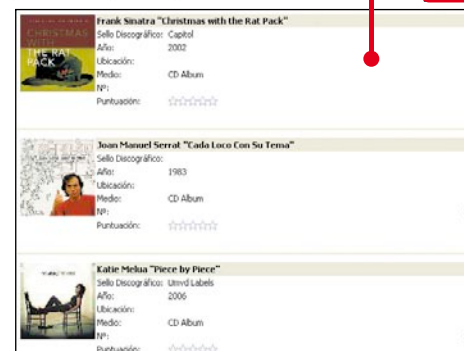 CHRISTMAS
WITH
THE RAT
PACK
Frank Sinatra "Christmas with the Rat Pack"
Sello Discográfico: Capitol
Año: 2002
Ubicación:
Medio: CD Album
Nº:
Puntuación:
Joan Manuel Serrat "Cada Loco Con Su Tema"
Sello Discográfico:
Año: 1983
Ubicación:
Medio: CD Album
Nº:
Puntuación:
Katie Melua "Piece by Piece"
Sello Discográfico: Umvd Labels
Año: 2006
Ubicación:
Medio: CD Album
Nº:
Puntuación: